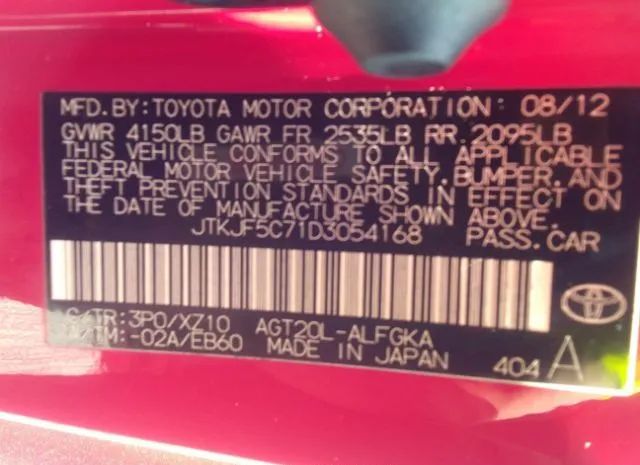 MFD.BY:TOYOTA MOTOR CORPORATION: 08/12
GVWR 4150LB GAWR FR 2535LB RR 2095LB
THIS VEHICLE CONFORMS TO ALL APPLICABLE
FEDERAL MOTOR VEHICLE SAFETY,BUMPER,AND
THEFT PREVENTION STANDARDS IN EFFECT ON
THE DATE OF MANUFACTURE SHOWN ABOVE.
JTKJF5C71D3054168 PASS.CAR
C/TR:3P0/XZ10 AGT20L-ALFGKA
A/TM:-02A/EB60 MADE IN JAPAN 404 A